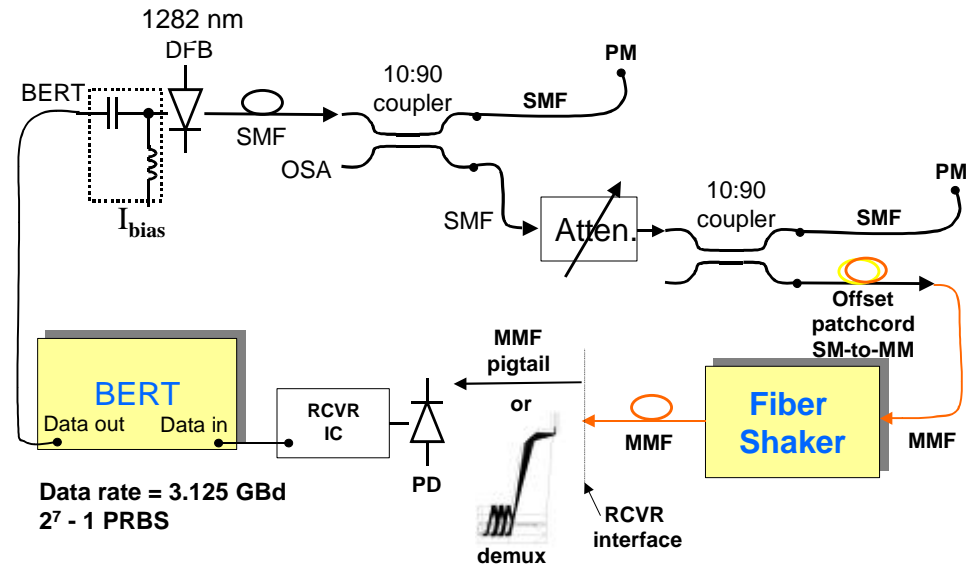 1282 nm
DFB
BERT
I_bias
SMF
10:90
coupler
OSA
SMF
PM
SMF
Atten.
10:90
coupler
SMF
PM
Offset
patchcord
SM-to-MM
MMF
Fiber
Shaker
MMF
RCVR
interface
MMF
pigtail
or
demux
PD
RCVR
IC
BERT
Data out
Data in
Data rate = 3.125 GBd
2⁷ - 1 PRBS